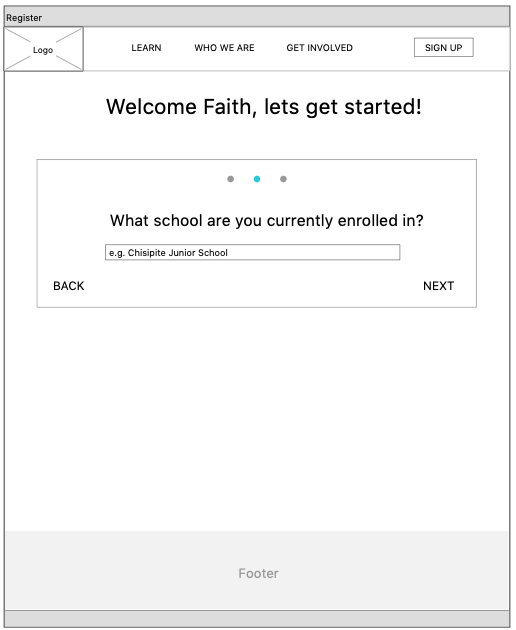 Register
Logo
LEARN
WHO WE ARE
GET INVOLVED
SIGN UP
Welcome Faith, lets get started!
What school are you currently enrolled in?
e.g. Chisipite Junior School
BACK
NEXT
Footer